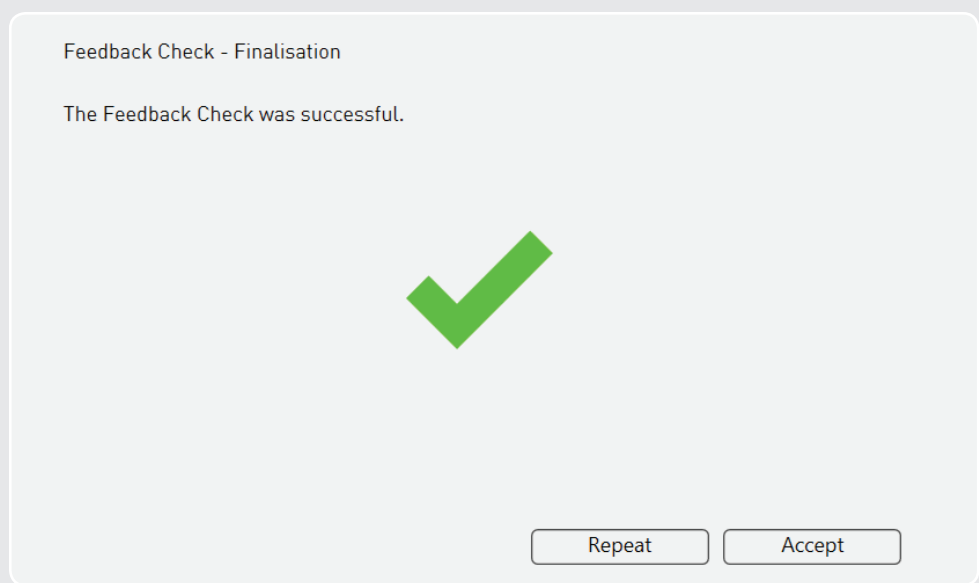 Feedback Check - Finalisation
The Feedback Check was successful.
Repeat Accept